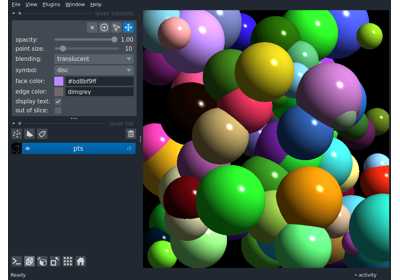 File View Plugins Window Help
layer controls
opacity: 1.00
point size: 10
blending: translucent
symbol: disc
face color: #bd8bf9ff
edge color: dimgrey
display text: ✓
out of slice:
layer list
pts
Ready
activity